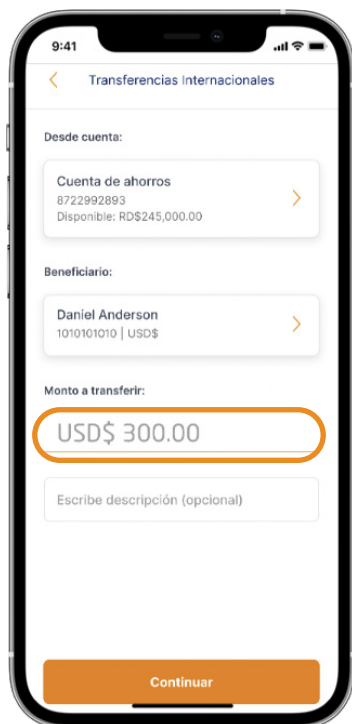 9:41
Transferencias Internacionales
Desde cuenta:
Cuenta de ahorros
8722992893
Disponible: RD$245,000.00
Beneficiario:
Daniel Anderson
1010101010 | USD$
Monto a transferir:
USD$ 300.00
Escribe descripción (opcional)
Continuar